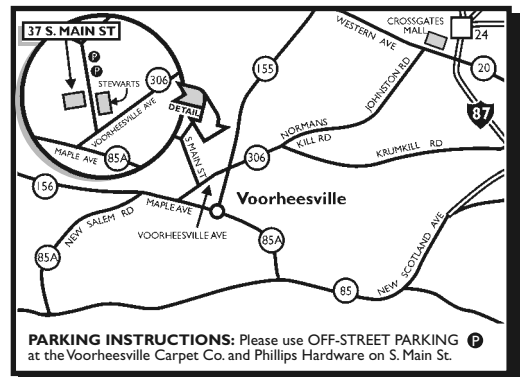 37 S. MAIN ST
P
P
STEWARTS
306
VOORHEESVILLE AVE
MAPLE AVE
85A
DETAIL
S MAIN ST
155
WESTERN AVE
CROSSGATES
MALL
24
20
87
JOHNSTON RD
NORMANS
KILL RD
306
KRUMKILL RD
156
Voorheesville
MAPLE AVE
NEW SALEM RD
VOORHEESVILLE AVE
85A
85A
85
NEW SCOTLAND AVE
PARKING INSTRUCTIONS: Please use OFF-STREET PARKING P
at the Voorheesville Carpet Co. and Phillips Hardware on S. Main St.